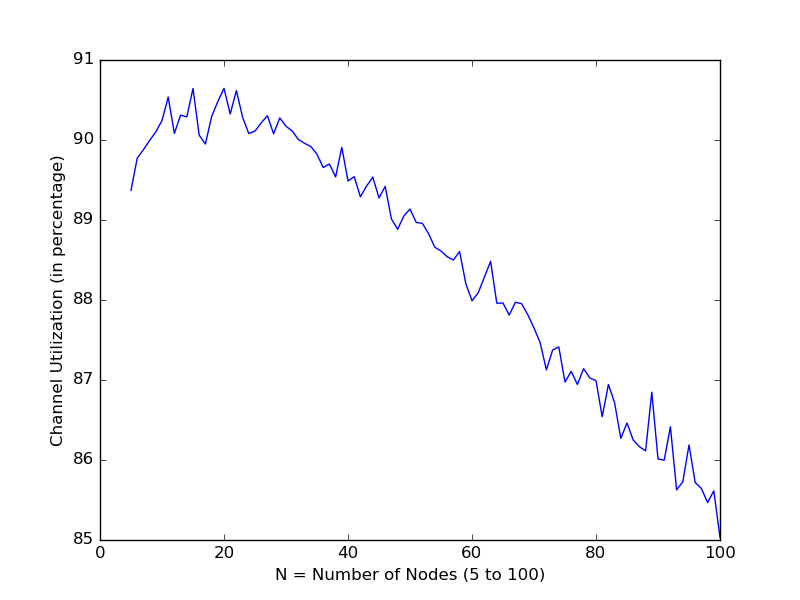 91
90
89
88
87
86
85
0 20 40 60 80 100
N = Number of Nodes (5 to 100)
Channel Utilization (in percentage)